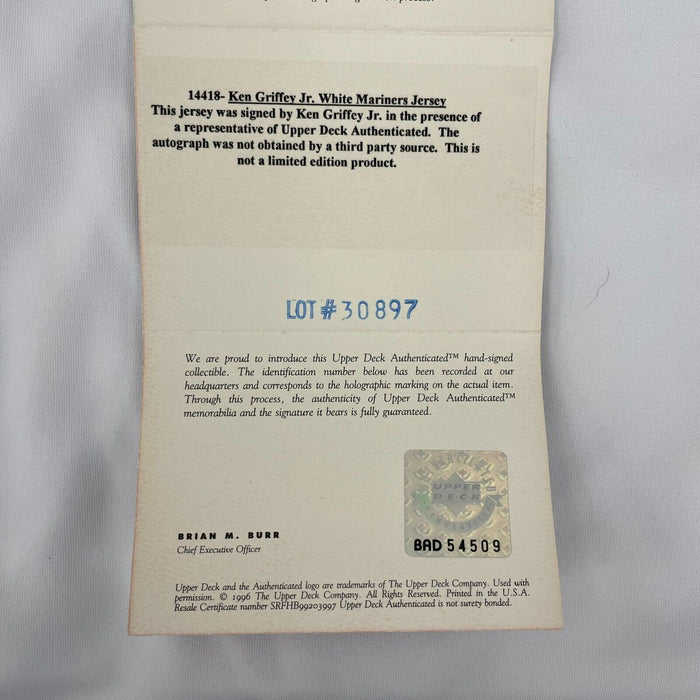 14418- Ken Griffey Jr. White Mariners Jersey
This jersey was signed by Ken Griffey Jr. in the presence of
a representative of Upper Deck Authenticated. The
autograph was not obtained by a third party source. This is
not a limited edition product.
LOT # 30897
We are proud to introduce this Upper Deck Authenticated™ hand-signed
collectible. The identification number below has been recorded at our
headquarters and corresponds to the holographic marking on the actual item.
Through this process, the authenticity of Upper Deck Authenticated™
memorabilia and the signature it bears is fully guaranteed.
UPPER
D·E·C·K
BAD 54509
BRIAN M. BURR
Chief Executive Officer
Upper Deck and the Authenticated logo are trademarks of The Upper Deck Company. Used with
permission. © 1996 The Upper Deck Company. All Rights Reserved. Printed in the U.S.A.
Resale Certificate number SRFHB99203997 Upper Deck Authenticated is not surety bonded.